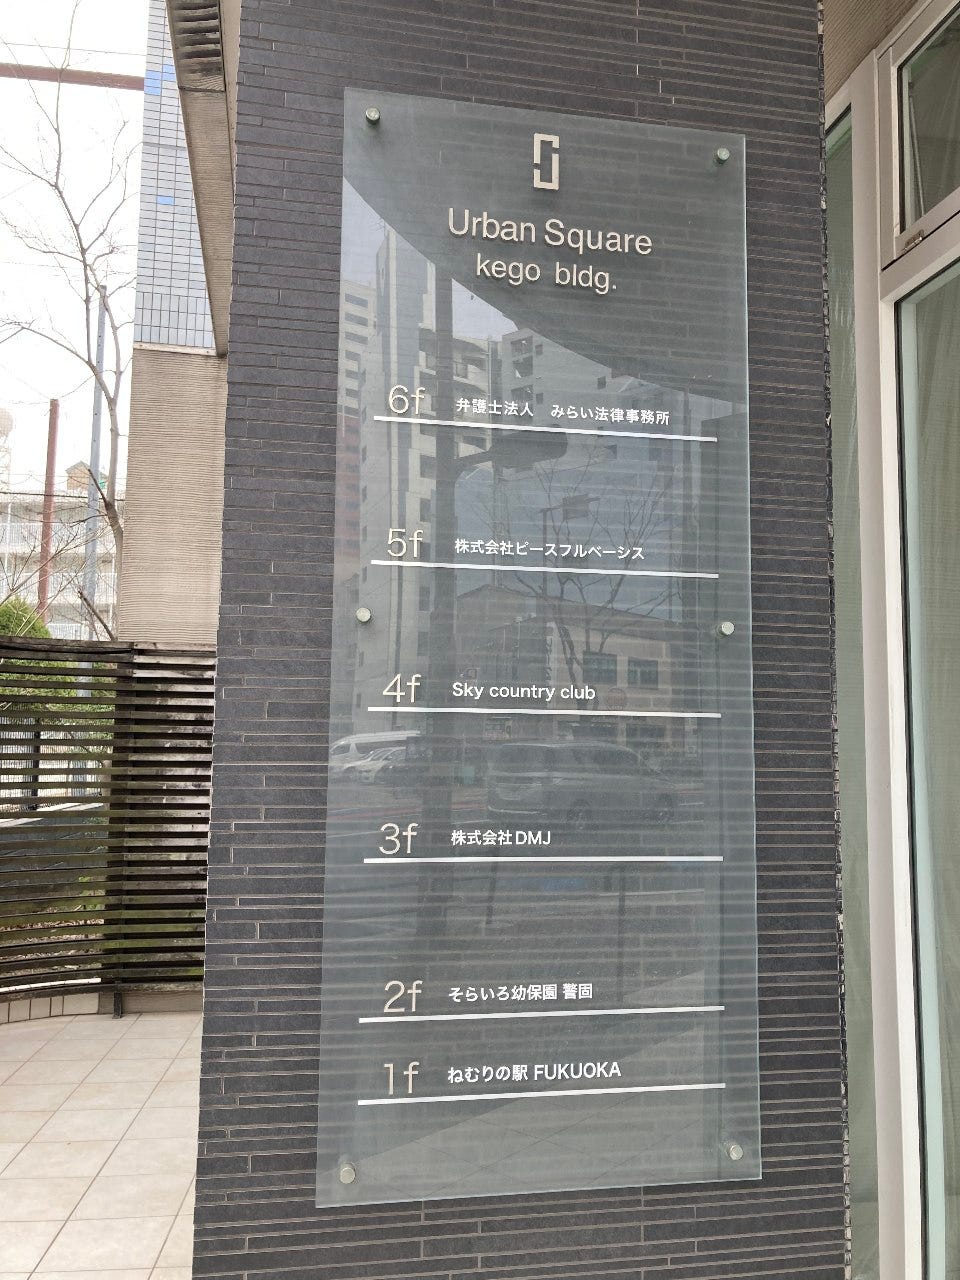 Urban Square
kego bldg.
6f 弁護士法人　みらい法律事務所
5f 株式会社ピースフルベーシス
4f Sky country club
3f 株式会社DMJ
2f そらいろ幼保園 警固
1f ねむりの駅 FUKUOKA